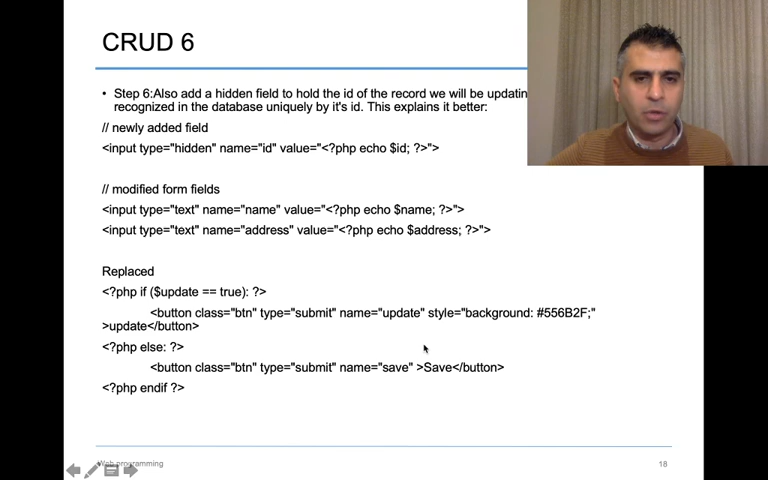 CRUD 6
• Step 6:Also add a hidden field to hold the id of the record we will be updatin
recognized in the database uniquely by it's id. This explains it better:
// newly added field
<input type="hidden" name="id" value="<?php echo $id; ?>">
// modified form fields
<input type="text" name="name" value="<?php echo $name; ?>">
<input type="text" name="address" value="<?php echo $address; ?>">
Replaced
<?php if ($update == true): ?>
<button class="btn" type="submit" name="update" style="background: #556B2F;"
>update</button>
<?php else: ?>
<button class="btn" type="submit" name="save" >Save</button>
<?php endif ?>
Web programming
18